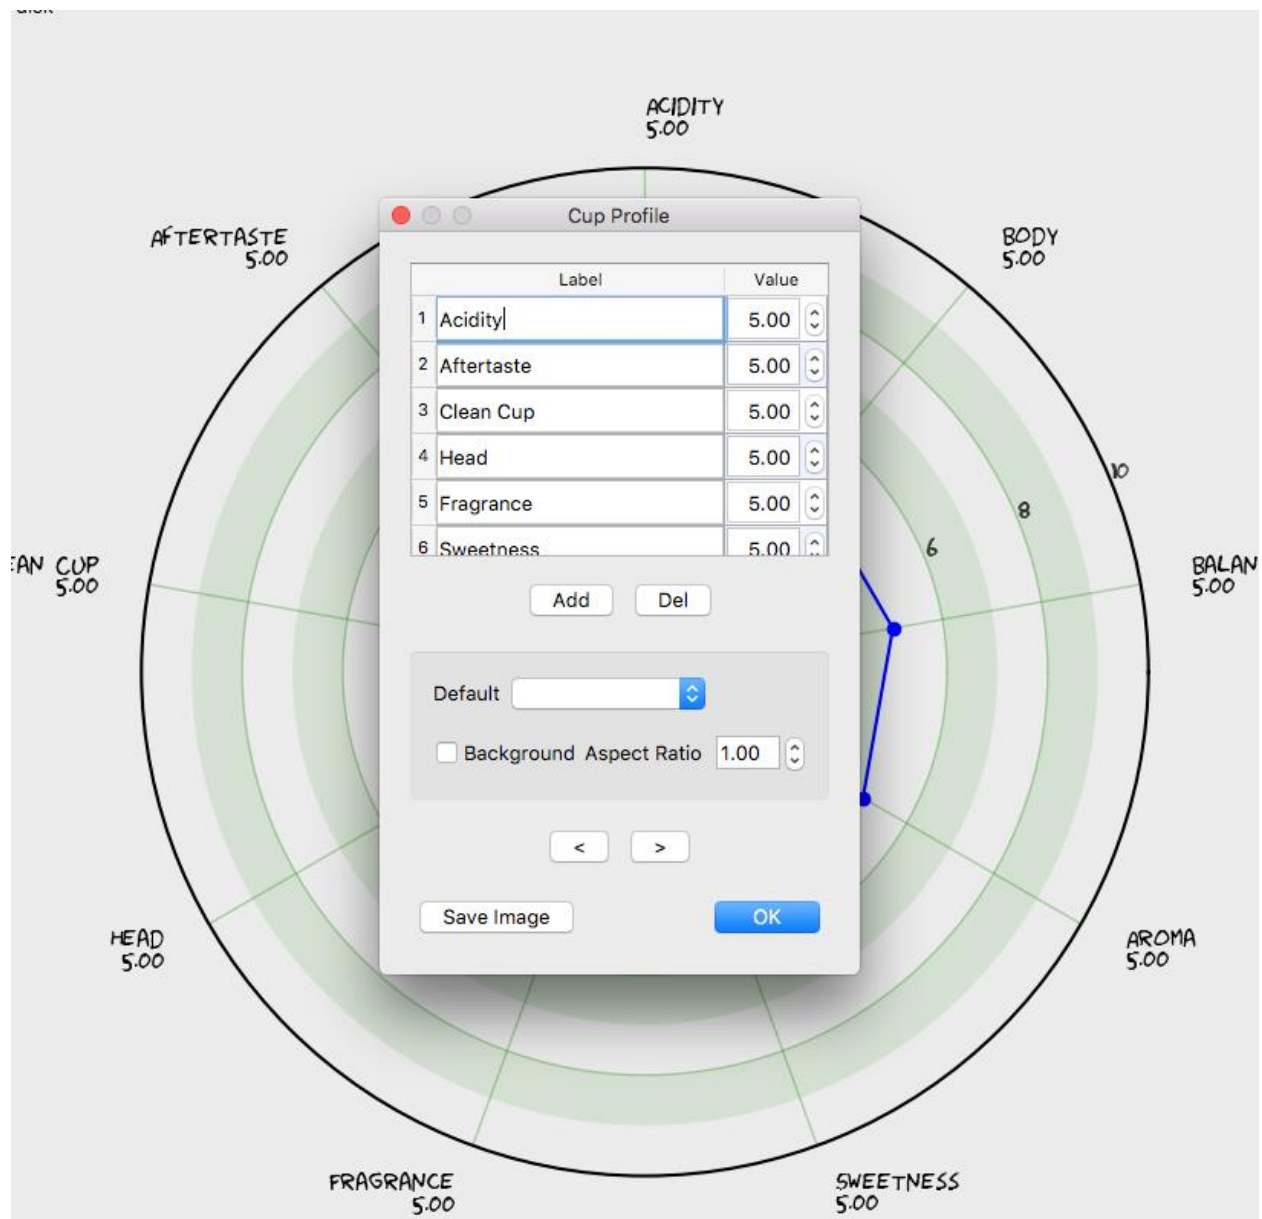 ACIDITY
5.00
AFTERTASTE
5.00
BODY
5.00
Cup Profile
Label Value
1 Acidity 5.00
2 Aftertaste 5.00
3 Clean Cup 5.00
4 Head 5.00
5 Fragrance 5.00
6 Sweetness 5.00
10
8
6
EAN CUP
5.00
BALAN
5.00
Add Del
Default
Background Aspect Ratio 1.00
< >
Save Image OK
HEAD
5.00
AROMA
5.00
FRAGRANCE
5.00
SWEETNESS
5.00